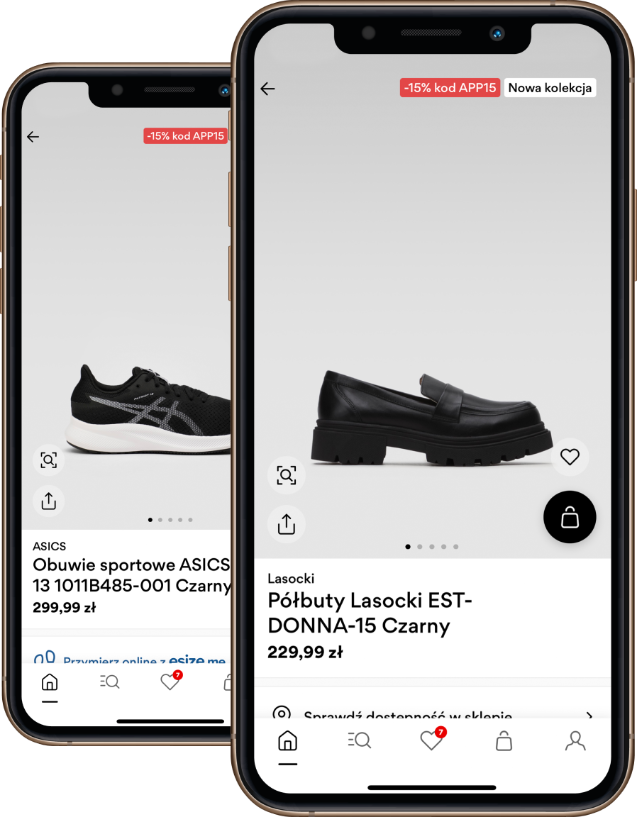 -15% kod APP15
ASICS
Obuwie sportowe ASICS
13 1011B485-001 Czarny
299,99 zł
Przymierz online z esize.me
7
-15% kod APP15
Nowa kolekcja
Lasocki
Półbuty Lasocki EST-
DONNA-15 Czarny
229,99 zł
Sprawdź dostępność w sklepie
7